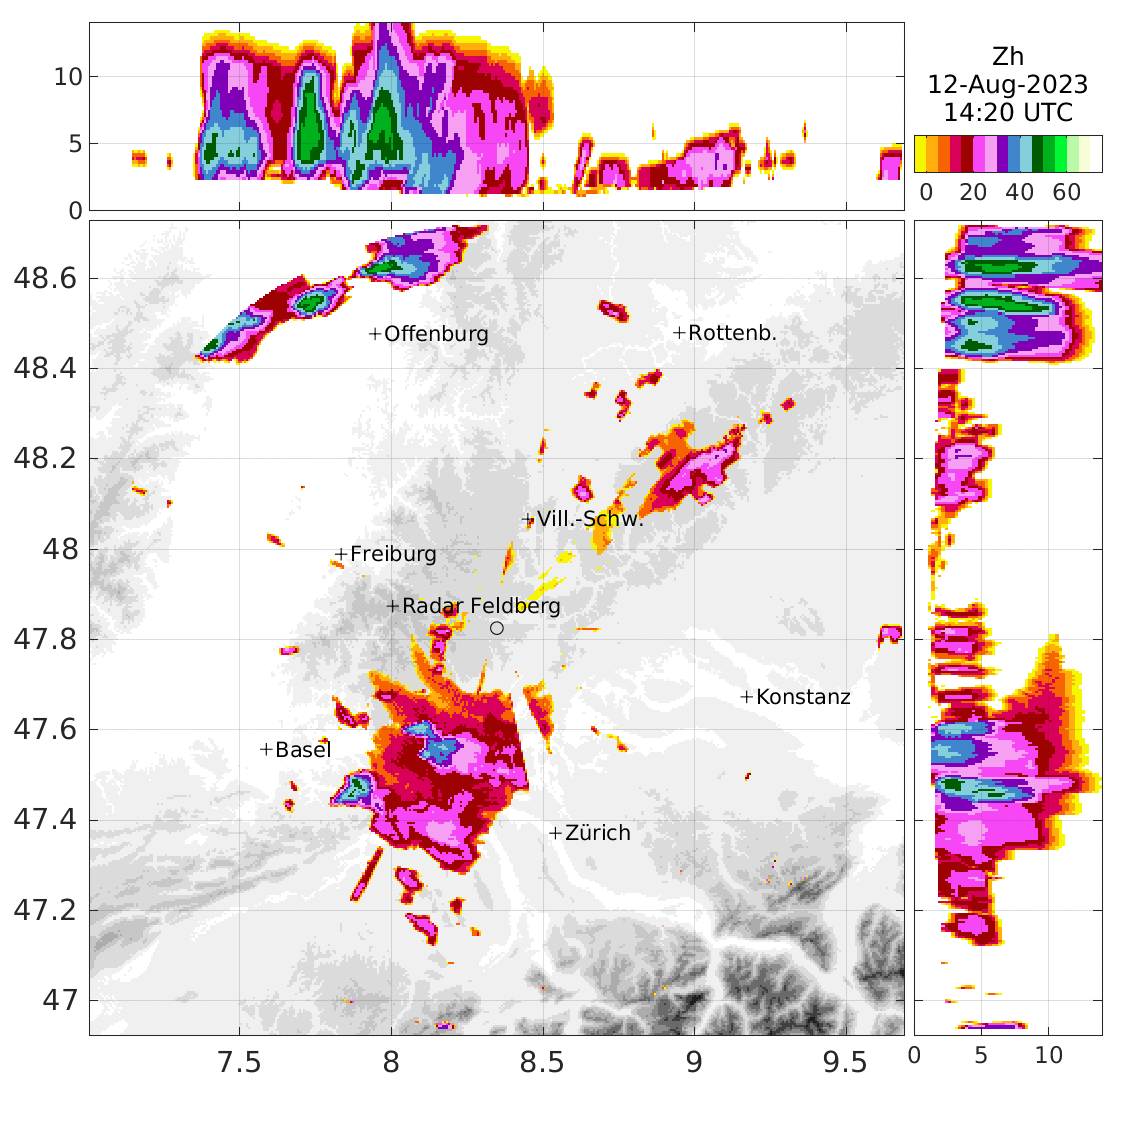 10
5
0
Zh
12-Aug-2023
14:20 UTC
0 20 40 60
48.6
Offenburg
Rottenb.
48.4
48.2
Vill.-Schw.
48
Freiburg
Radar Feldberg
47.8
Konstanz
47.6
Basel
47.4
Zürich
47.2
47
7.5 8 8.5 9 9.5
0 5 10